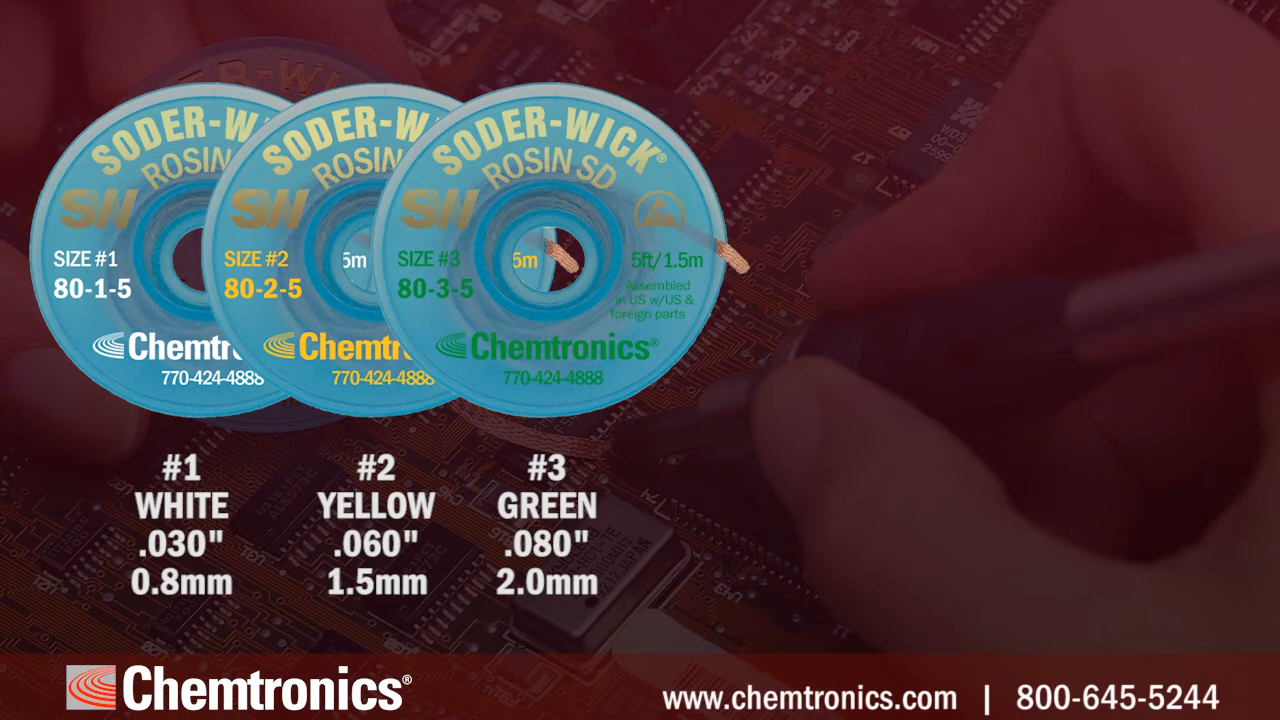 SODER-W
ROSIN
SW
SIZE #1
80-1-5
Chemtr
770-424-4888
SODER-W
ROSIN
SW
SIZE #2
80-2-5
5m
Chemtr
770-424-4888
SODER-WICK®
ROSIN SD
SW
SIZE #3
80-3-5
5m
5ft/1.5m
Assembled
in US w/US &
foreign parts
Chemtronics®
770-424-4888
#1
WHITE
.030"
0.8mm
#2
YELLOW
.060"
1.5mm
#3
GREEN
.080"
2.0mm
Chemtronics®
www.chemtronics.com | 800-645-5244